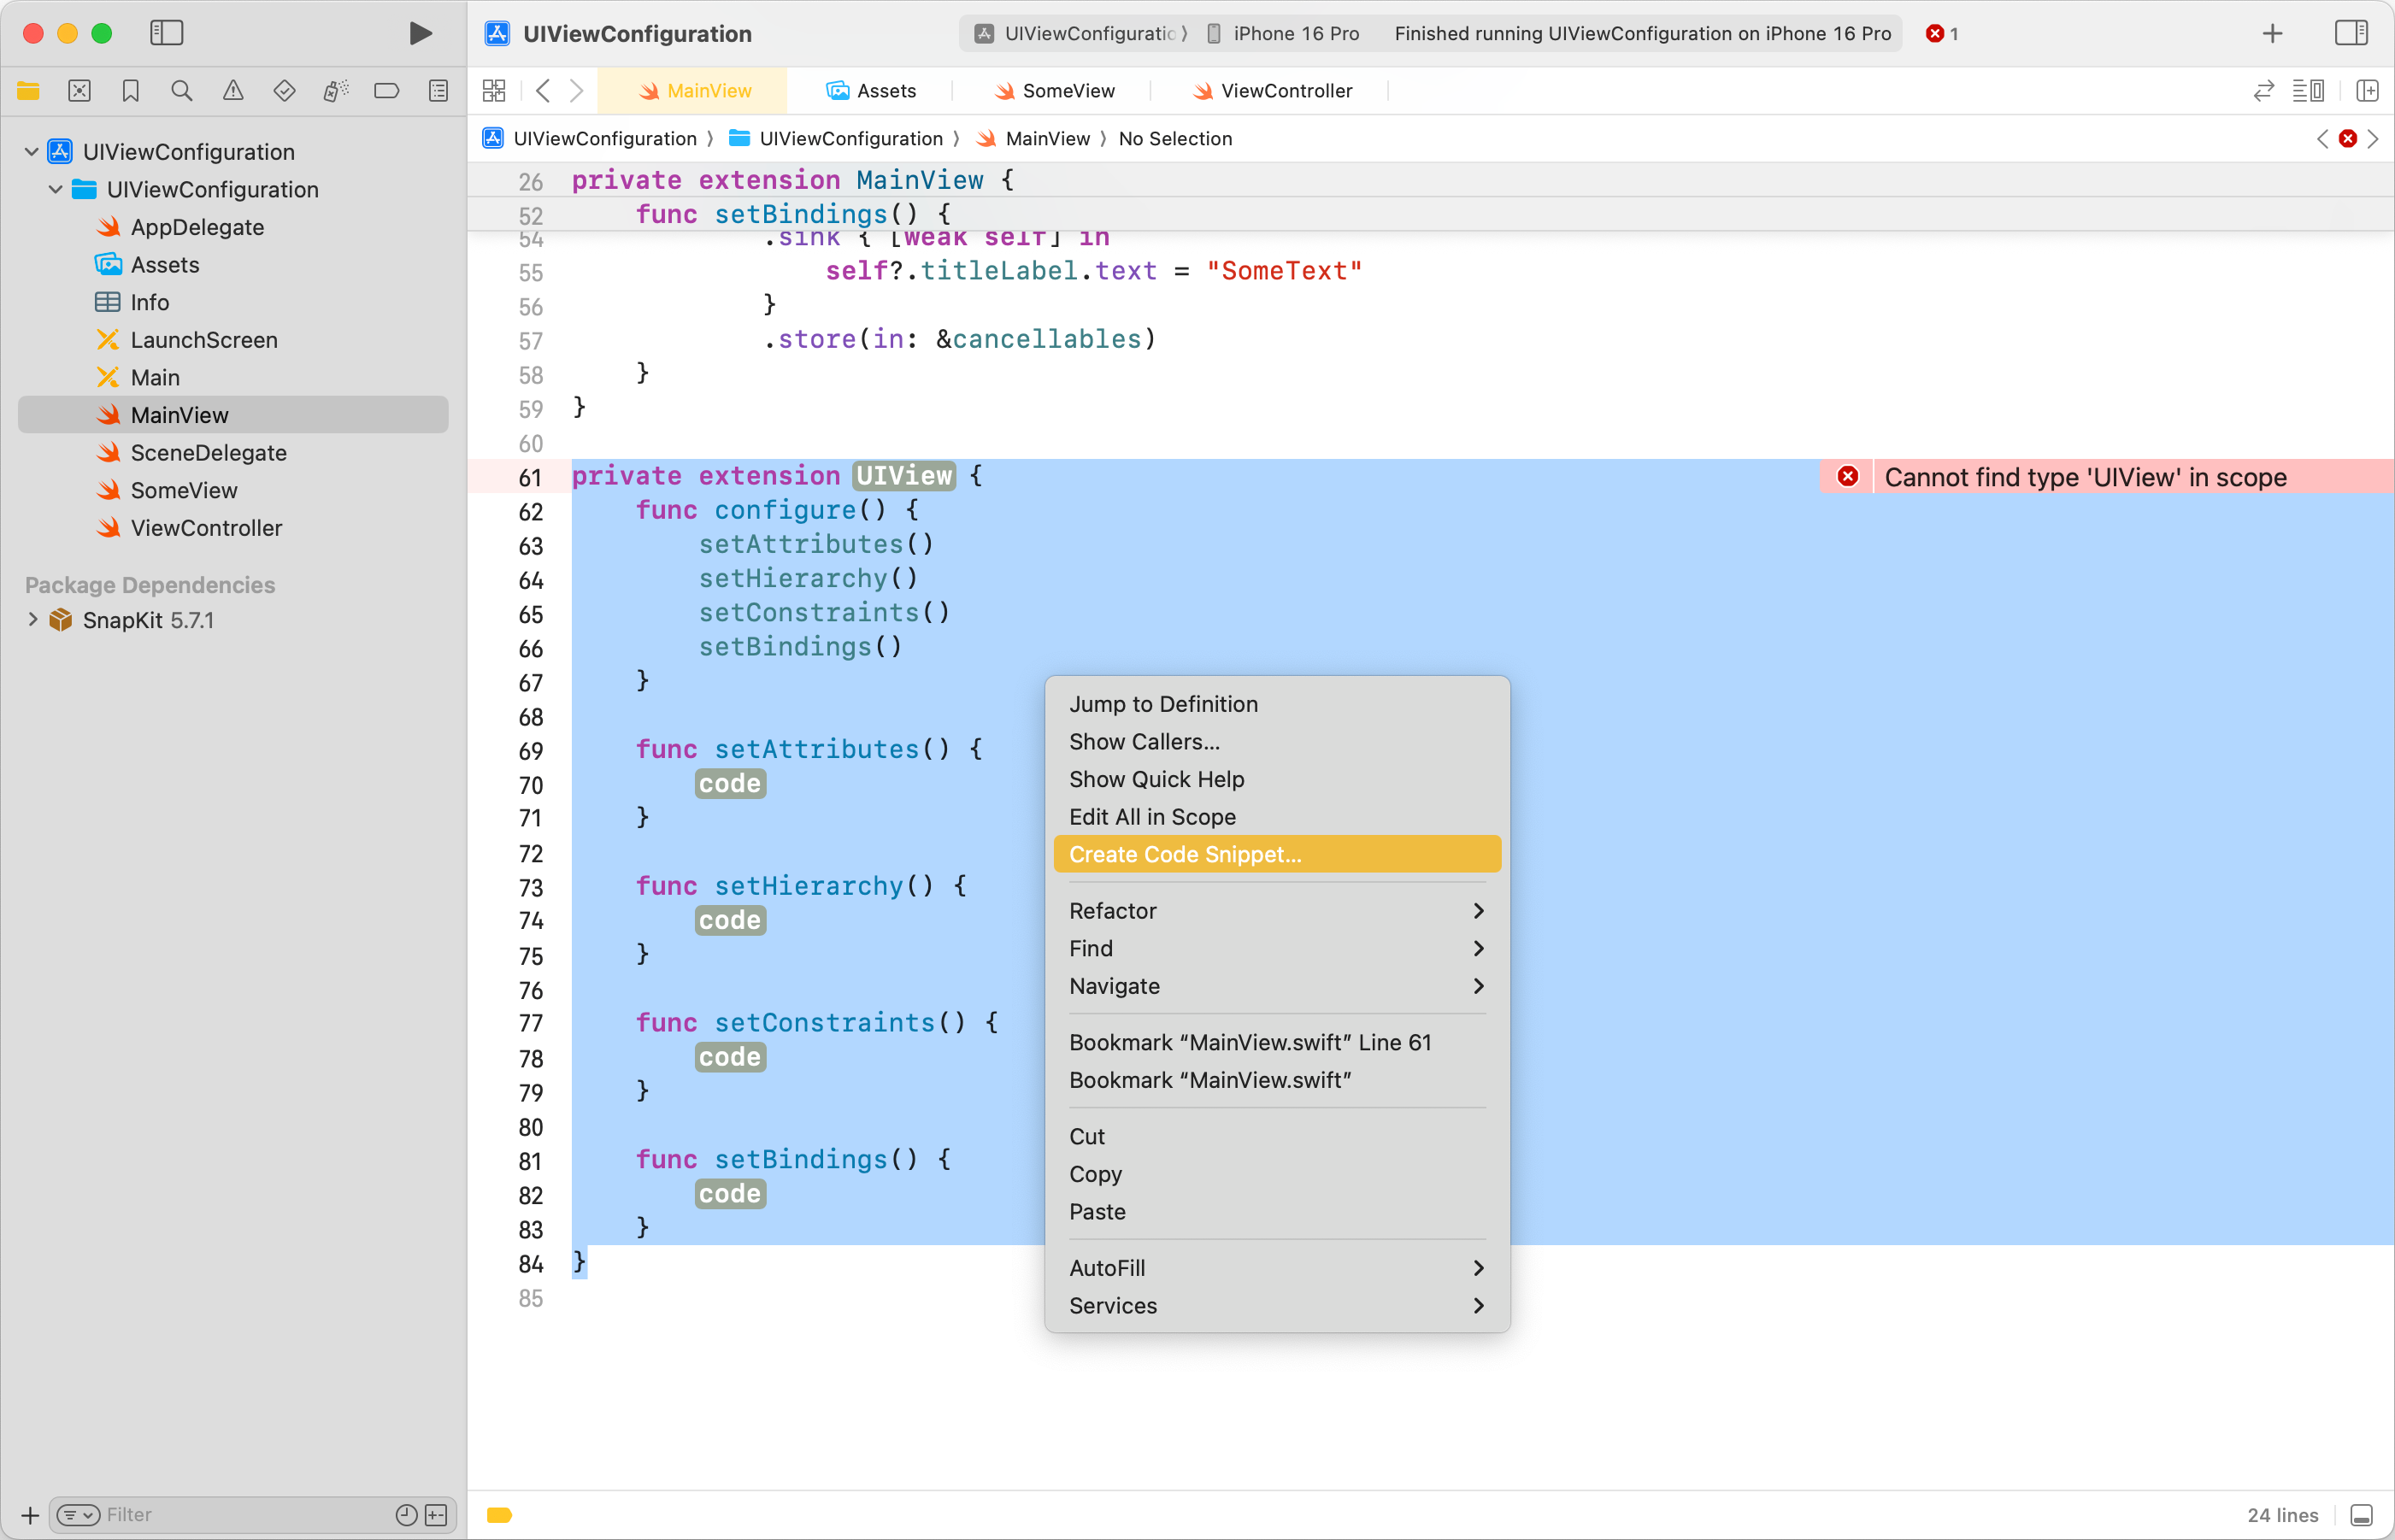 UIViewConfiguration
UIViewConfiguratic
iPhone 16 Pro
Finished running UIViewConfiguration on iPhone 16 Pro
1
MainView
Assets
SomeView
ViewController
UIViewConfiguration
UIViewConfiguration
MainView
No Selection
UIViewConfiguration
UIViewConfiguration
AppDelegate
Assets
Info
LaunchScreen
Main
MainView
SceneDelegate
SomeView
ViewController
Package Dependencies
SnapKit 5.7.1
Filter
26 private extension MainView {
52 func setBindings() {
54 .sink { [weak self] in
55 self?.titleLabel.text = "SomeText"
56 }
57 .store(in: &cancellables)
58 }
59 }
60
61 private extension UIView {
Cannot find type 'UIView' in scope
62 func configure() {
63 setAttributes()
64 setHierarchy()
65 setConstraints()
66 setBindings()
67 }
68
69 func setAttributes() {
70 code
71 }
72
73 func setHierarchy() {
74 code
75 }
76
77 func setConstraints() {
78 code
79 }
80
81 func setBindings() {
82 code
83 }
84 }
85
Jump to Definition
Show Callers...
Show Quick Help
Edit All in Scope
Create Code Snippet...
Refactor
Find
Navigate
Bookmark “MainView.swift” Line 61
Bookmark “MainView.swift”
Cut
Copy
Paste
AutoFill
Services
24 lines